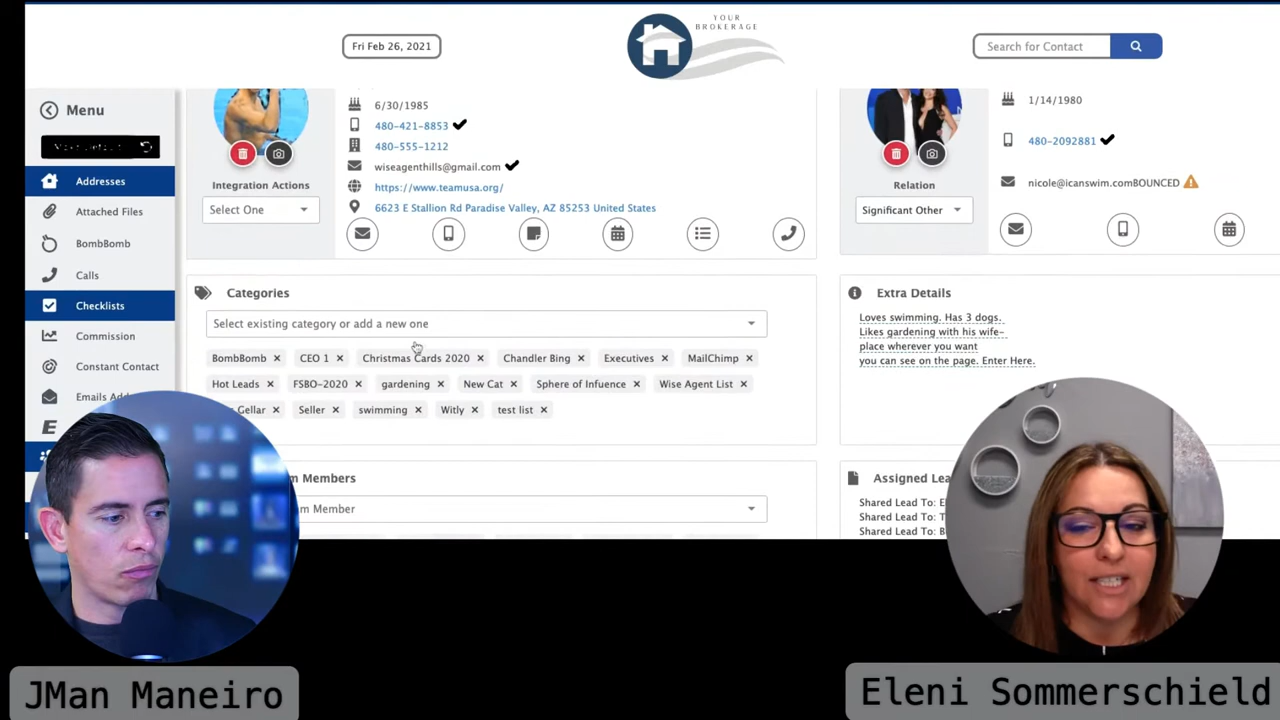 Fri Feb 26, 2021
YOUR
BROKERAGE
Search for Contact
Menu
Addresses
Attached Files
BombBomb
Calls
Checklists
Commission
Constant Contact
Emails
6/30/1985
480-421-8853
480-555-1212
wiseagenthills@gmail.com
https://www.teamusa.org/
6623 E Stallion Rd Paradise Valley, AZ 85253 United States
Integration Actions
Select One
1/14/1980
480-2092881
nicole@icanswim.comBOUNCED
Relation
Significant Other
Categories
Select existing category or add a new one
BombBomb × CEO 1 × Christmas Cards 2020 × Chandler Bing × Executives × MailChimp ×
Hot Leads × FSBO-2020 × gardening × New Cat × Sphere of Infuence × Wise Agent List ×
Gellar × Seller × swimming × Witly × test list ×
Extra Details
Loves swimming. Has 3 dogs.
Likes gardening with his wife-
place wherever you want
you can see on the page. Enter Here.
Members
Member
Assigned
Shared Lead To:
Shared Lead To:
Shared Lead To:
JMan Maneiro
Eleni Sommerschield